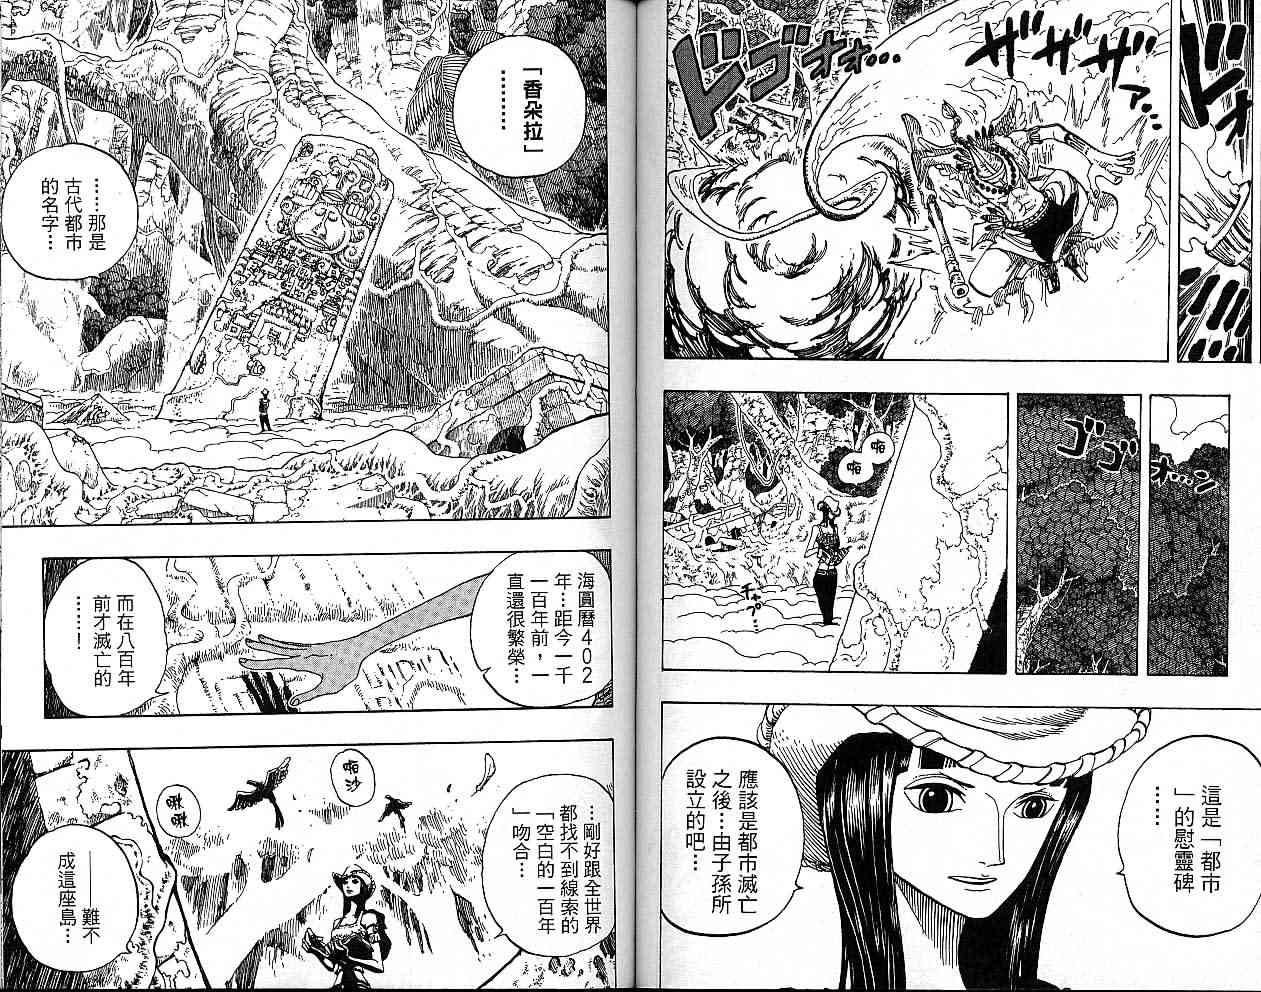 ド
オ
ザザザ
アァ
ドゴゴオオォ...
オォ...ン
ゴゴゴ
啪
啪
チャプ...
這是「都市
」的慰靈碑
………
應該是都市滅亡
之後…由子孫所
設立的吧…
「香朵拉」
………
……那是
古代都市
的名字…
海圓曆402
年…距今一千
一百年前，一
直還很繁榮…
而在八百年
前才滅亡的
……！
…剛好跟全世界
都找不到線索的
「空白的一百年
」吻合…
啪沙
啾
啾
——難不
成這座島…